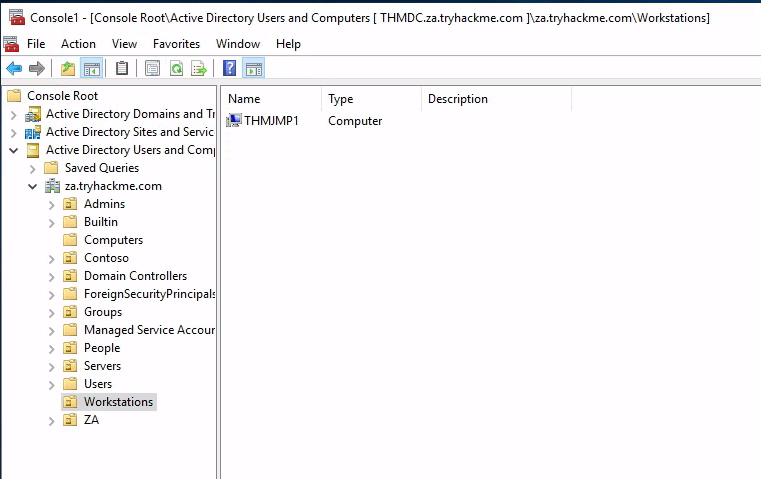 Console1 - [Console Root\Active Directory Users and Computers [ THMDC.za.tryhackme.com ]\za.tryhackme.com\Workstations]
File Action View Favorites Window Help
Console Root
Active Directory Domains and Tr
Active Directory Sites and Servic
Active Directory Users and Comp
Saved Queries
za.tryhackme.com
Admins
Builtin
Computers
Contoso
Domain Controllers
ForeignSecurityPrincipals
Groups
Managed Service Accour
People
Servers
Users
Workstations
ZA
Name Type Description
THMJMP1 Computer